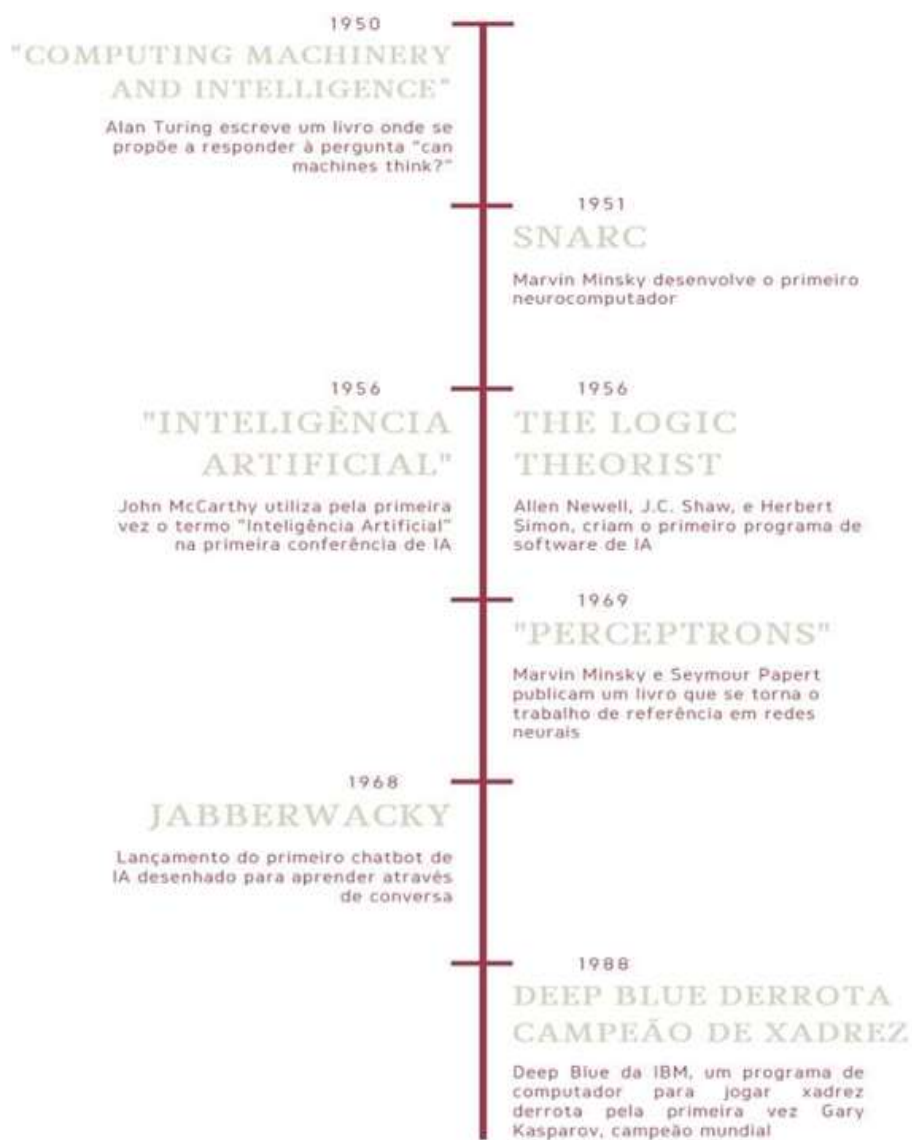 1950
"COMPUTING MACHINERY
AND INTELLIGENCE"
Alan Turing escreve um livro onde se
propõe a responder à pergunta "can
machines think?"
1951
SNARC
Marvin Minsky desenvolve o primeiro
neurocomputador
1956
"INTELIGÊNCIA
ARTIFICIAL"
John McCarthy utiliza pela primeira
vez o termo "Inteligência Artificial"
na primeira conferência de IA
1956
THE LOGIC
THEORIST
Allen Newell, J.C. Shaw, e Herbert
Simon, criam o primeiro programa de
software de IA
1969
"PERCEPTRONS"
Marvin Minsky e Seymour Papert
publicam um livro que se torna o
trabalho de referência em redes
neurais
1968
JABBERWACKY
Lançamento do primeiro chatbot de
IA desenhado para aprender através
de conversa
1988
DEEP BLUE DERROTA
CAMPEÃO DE XADREZ
Deep Blue da IBM, um programa de
computador para jogar xadrez
derrota pela primeira vez Gary
Kasparov, campeão mundial